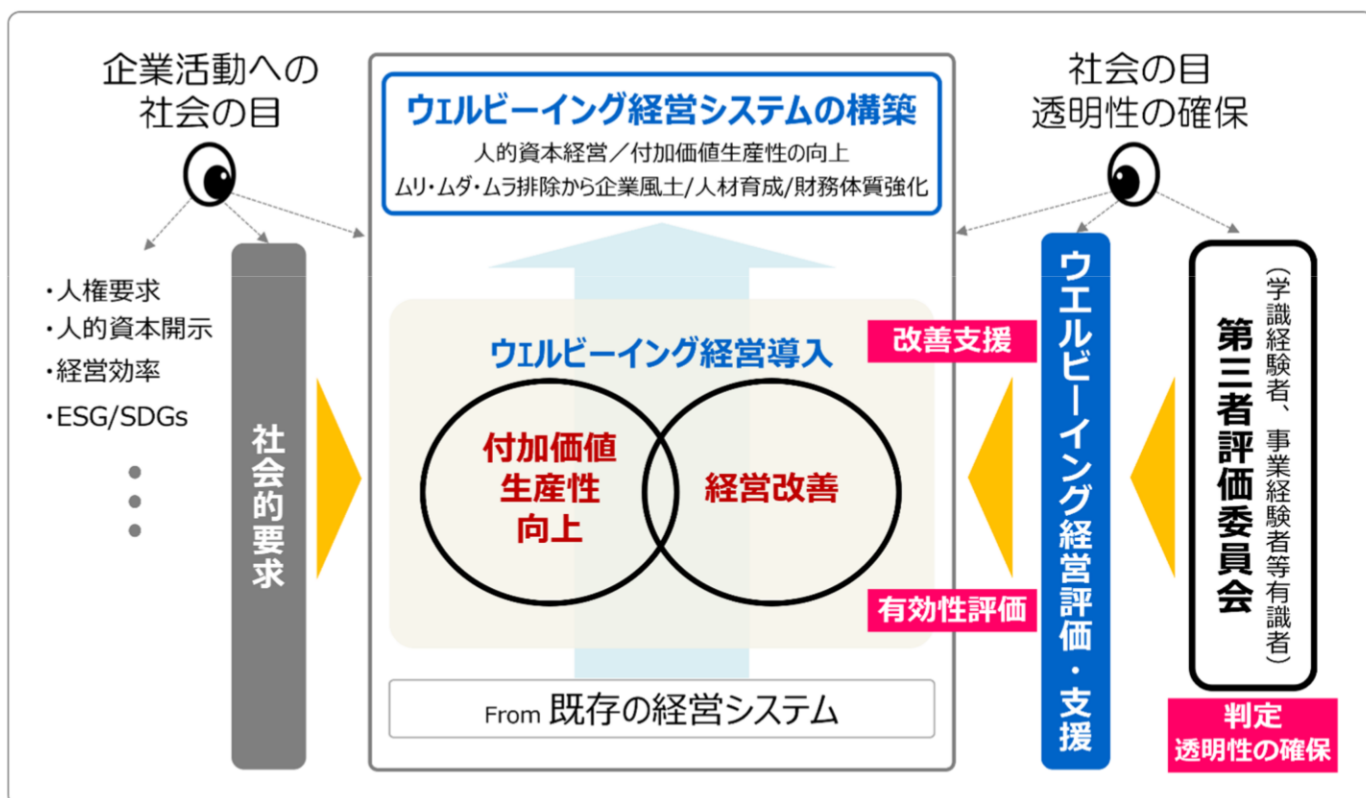 企業活動への
社会の目
・人権要求
・人的資本開示
・経営効率
・ESG/SDGs
社会的要求
ウェルビーイング経営システムの構築
人的資本経営／付加価値生産性の向上
ムリ・ムダ・ムラ排除から企業風土/人材育成/財務体質強化
ウェルビーイング経営導入
付加価値
生産性
向上
経営改善
From 既存の経営システム
改善支援
有効性評価
社会の目
透明性の確保
ウエルビーイング経営評価・支援
第三者評価委員会
（学識経験者、事業経験者等有識者）
判定
透明性の確保